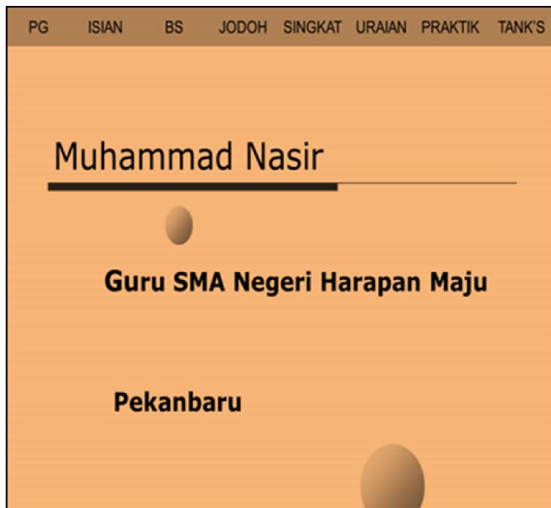 PG ISIAN BS JODOH SINGKAT URAIAN PRAKTIK TANK'S
Muhammad Nasir
Guru SMA Negeri Harapan Maju
Pekanbaru